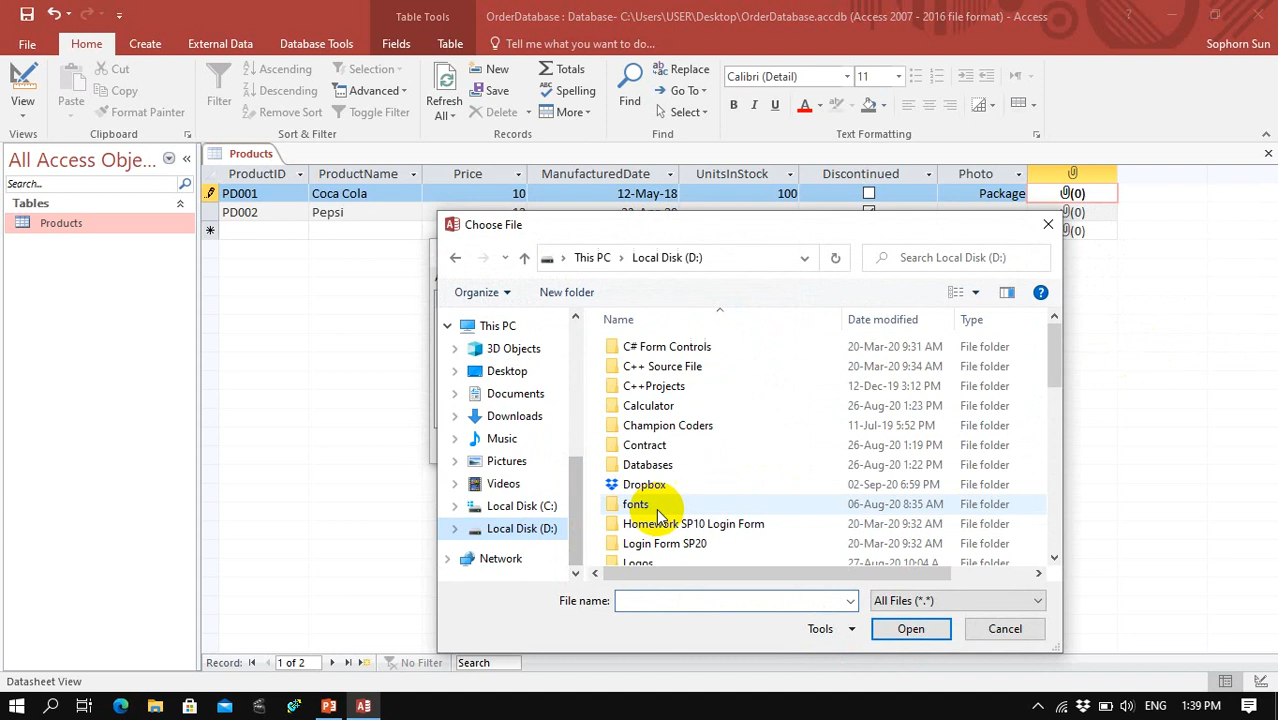 Table Tools
OrderDatabase : Database- C:\Users\USER\Desktop\OrderDatabase.accdb (Access 2007 - 2016 file format) - Access
File Home Create External Data Database Tools Fields Table Tell me what you want to do... Sophorn Sun
View
Views
Paste
Cut
Copy
Format Painter
Clipboard
Filter
Ascending
Descending
Remove Sort
Selection
Advanced
Toggle Filter
Sort & Filter
Refresh
All
New
Save
Delete
Totals
Spelling
More
Records
Find
Replace
Go To
Select
Find
Calibri (Detail) 11
B I U
Text Formatting
All Access Obje...
Search...
Tables
Products
Products
ProductID ProductName Price ManufacturedDate UnitsInStock Discontinued Photo
PD001 Coca Cola 10 12-May-18 100 Package (0)
PD002 Pepsi (0)
(0)
Choose File
This PC Local Disk (D:) Search Local Disk (D:)
Organize New folder
This PC
3D Objects
Desktop
Documents
Downloads
Music
Pictures
Videos
Local Disk (C:)
Local Disk (D:)
Network
Name Date modified Type
C# Form Controls 20-Mar-20 9:31 AM File folder
C++ Source File 20-Mar-20 9:34 AM File folder
C++Projects 12-Dec-19 3:12 PM File folder
Calculator 26-Aug-20 1:23 PM File folder
Champion Coders 11-Jul-19 5:52 PM File folder
Contract 26-Aug-20 1:19 PM File folder
Databases 26-Aug-20 1:22 PM File folder
Dropbox 02-Sep-20 6:59 PM File folder
fonts 06-Aug-20 8:35 AM File folder
Homework SP10 Login Form 20-Mar-20 9:32 AM File folder
Login Form SP20 20-Mar-20 9:32 AM File folder
Logos 27-Aug-20 10:04 A File folder
File name: All Files (*.*)
Tools Open Cancel
Record: 1 of 2 No Filter Search
Datasheet View
ENG 1:39 PM